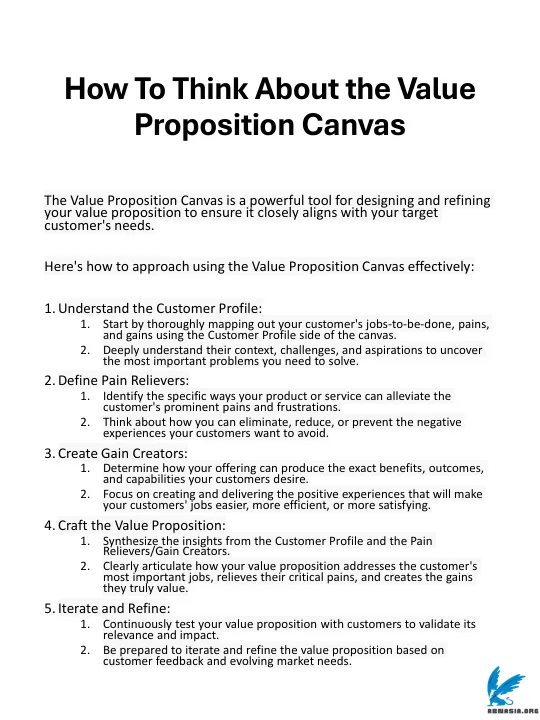 How To Think About the Value
Proposition Canvas
The Value Proposition Canvas is a powerful tool for designing and refining
your value proposition to ensure it closely aligns with your target
customer's needs.
Here's how to approach using the Value Proposition Canvas effectively:
1. Understand the Customer Profile:
1. Start by thoroughly mapping out your customer's jobs-to-be-done, pains,
and gains using the Customer Profile side of the canvas.
2. Deeply understand their context, challenges, and aspirations to uncover
the most important problems you need to solve.
2. Define Pain Relievers:
1. Identify the specific ways your product or service can alleviate the
customer's prominent pains and frustrations.
2. Think about how you can eliminate, reduce, or prevent the negative
experiences your customers want to avoid.
3. Create Gain Creators:
1. Determine how your offering can produce the exact benefits, outcomes,
and capabilities your customers desire.
2. Focus on creating and delivering the positive experiences that will make
your customers' jobs easier, more efficient, or more satisfying.
4. Craft the Value Proposition:
1. Synthesize the insights from the Customer Profile and the Pain
Relievers/Gain Creators.
2. Clearly articulate how your value proposition addresses the customer's
most important jobs, relieves their critical pains, and creates the gains
they truly value.
5. Iterate and Refine:
1. Continuously test your value proposition with customers to validate its
relevance and impact.
2. Be prepared to iterate and refine the value proposition based on
customer feedback and evolving market needs.
ABMASIA.ORG